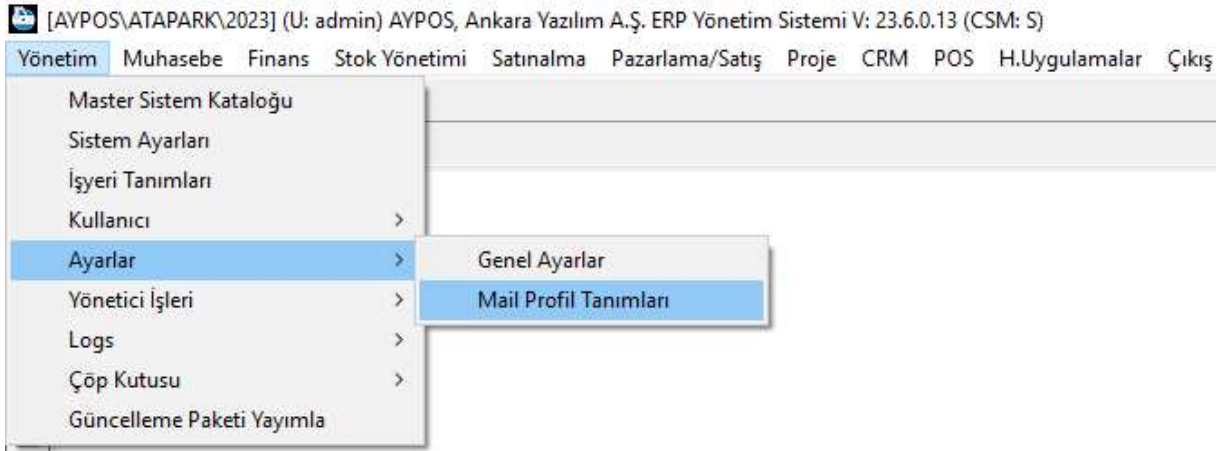 [AYPOS\ATAPARK\2023] (U: admin) AYPOS, Ankara Yazılım A.Ş. ERP Yönetim Sistemi V: 23.6.0.13 (CSM: S)
Yönetim Muhasebe Finans Stok Yönetimi Satınalma Pazarlama/Satış Proje CRM POS H.Uygulamalar Çıkış
Master Sistem Kataloğu
Sistem Ayarları
İşyeri Tanımları
Kullanıcı >
Ayarlar > Genel Ayarlar
Yönetici İşleri > Mail Profil Tanımları
Logs >
Çöp Kutusu >
Güncelleme Paketi Yayımla